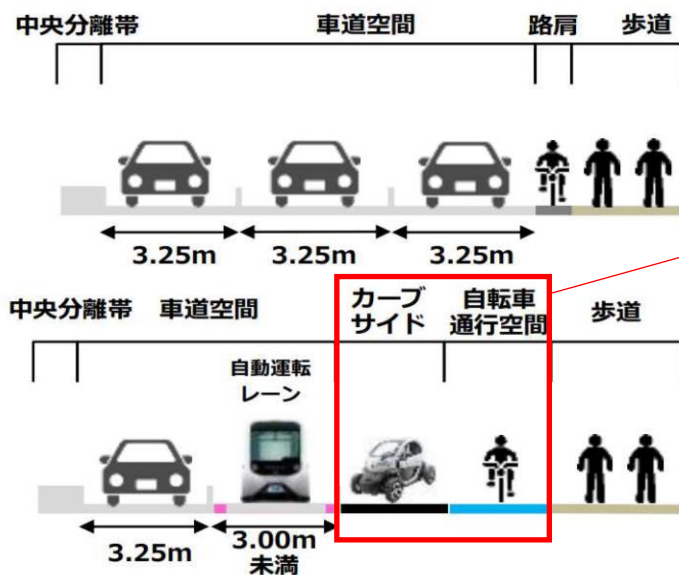 中央分離帯 車道空間 路肩 歩道
3.25m 3.25m 3.25m
中央分離帯 車道空間 カーブサイド 自転車通行空間 歩道
自動運転
レーン
3.25m 3.00m
未満